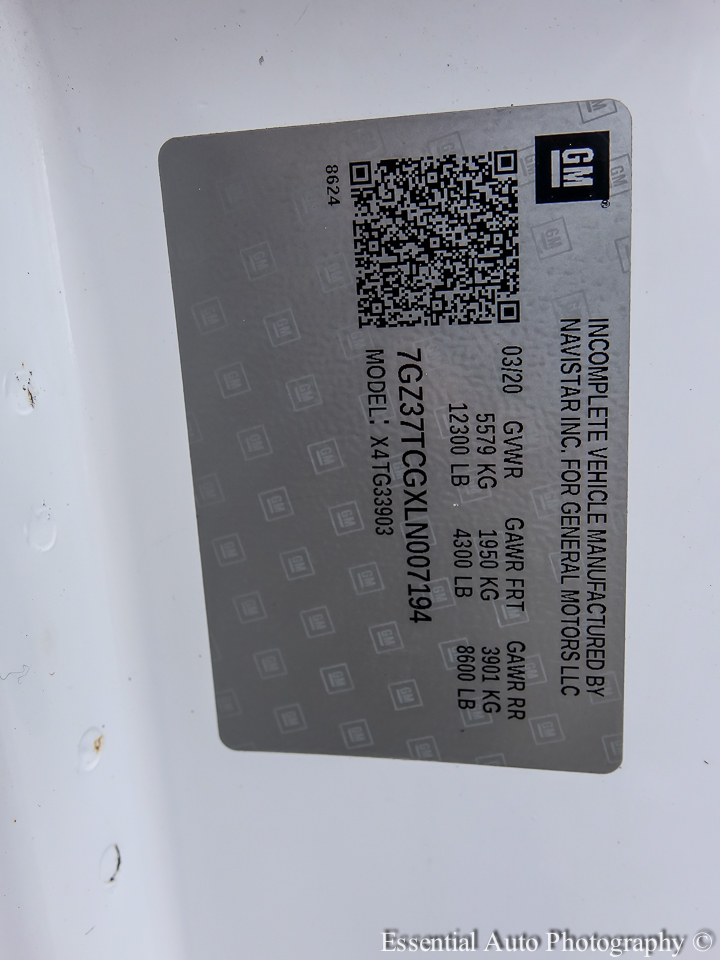 GM
INCOMPLETE VEHICLE MANUFACTURED BY
NAVISTAR INC. FOR GENERAL MOTORS LLC
03/20 GVWR GAWR FRT GAWR RR
5579 KG 1950 KG 3901 KG
12300 LB 4300 LB 8600 LB
7GZ37TCGXLN007194
MODEL: X4TG33903
8624
Essential Auto Photography ©